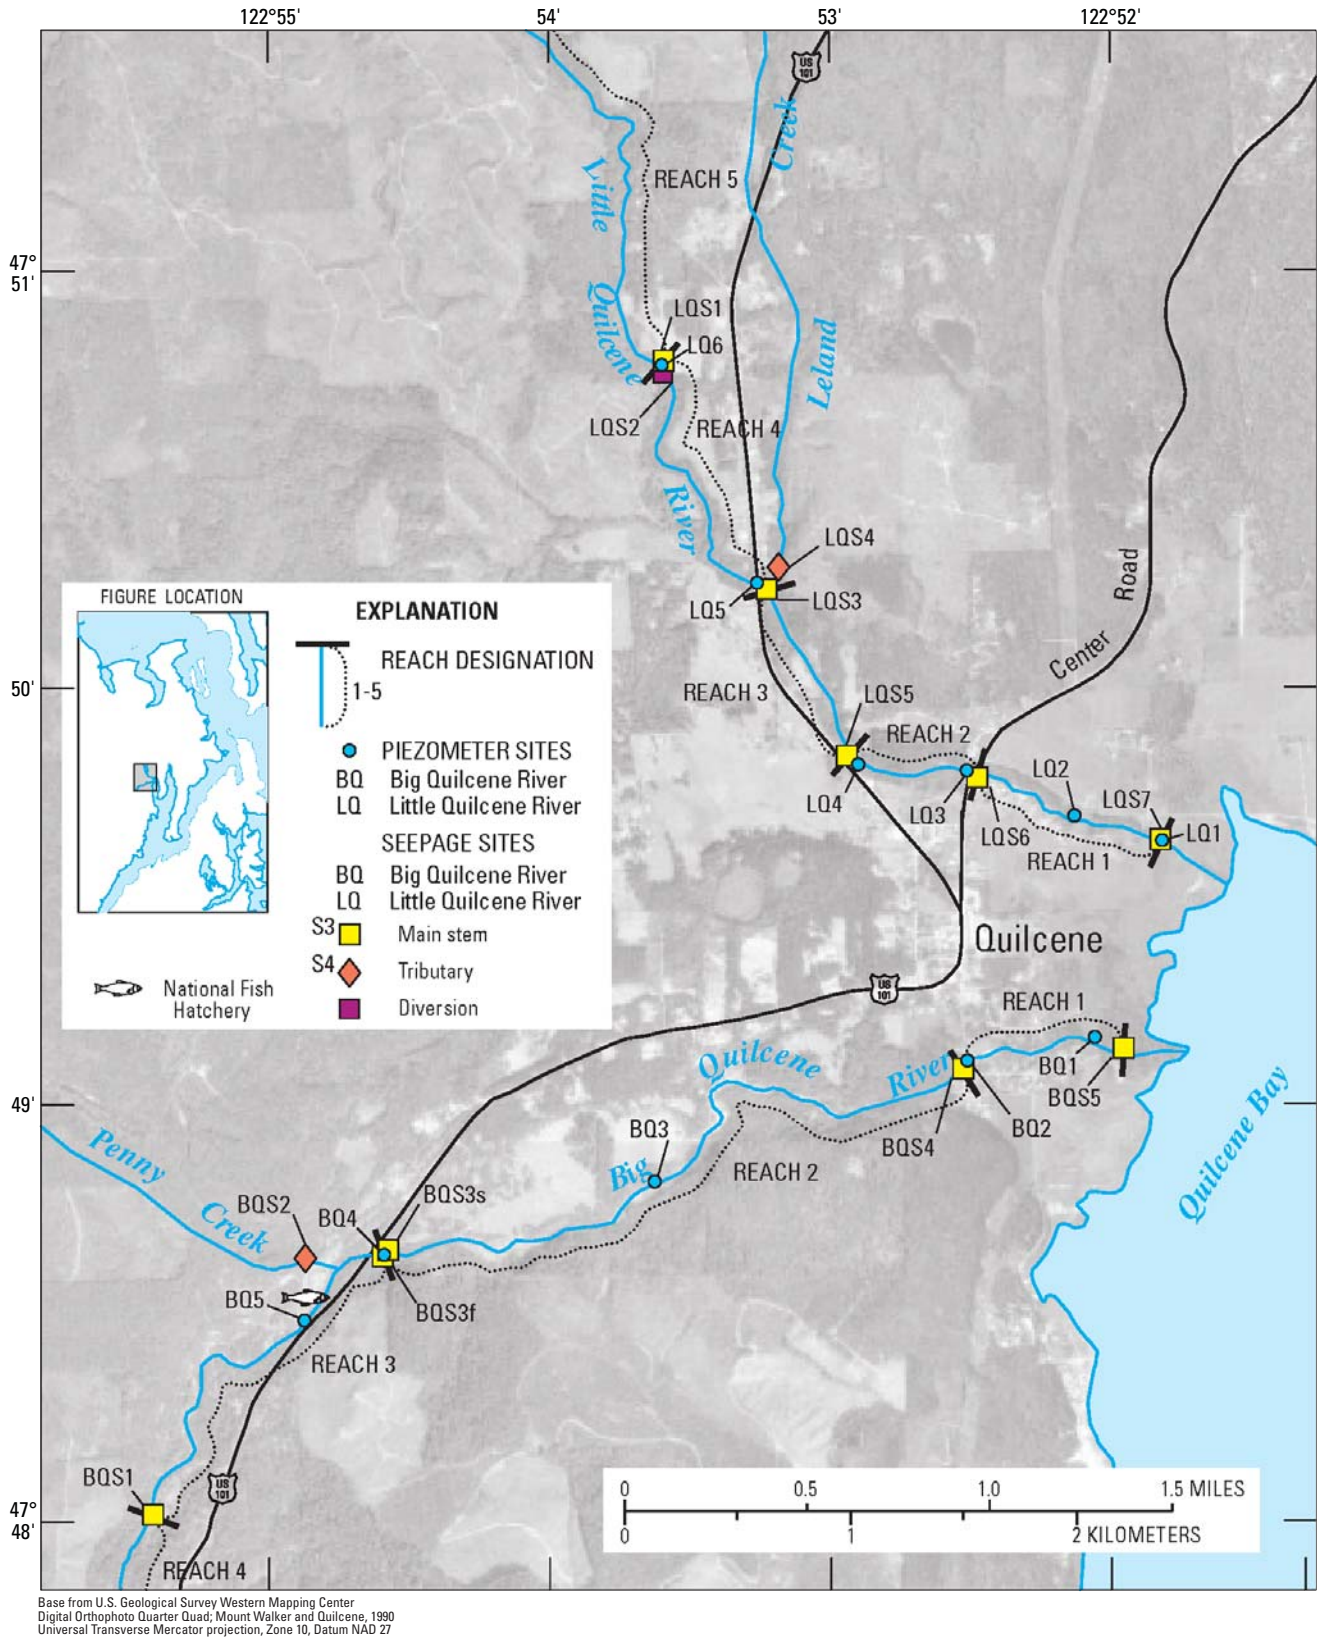 122°55' 54' 53' 122°52'
US
101
Creek
Little
REACH 5
47°
51'
Quilcene
LQS1
LQ6
Leland
LQS2
REACH 4
River
LQS4
LQ5
LQS3
Road
Center
FIGURE LOCATION
EXPLANATION
REACH DESIGNATION
1-5
PIEZOMETER SITES
BQ Big Quilcene River
LQ Little Quilcene River
SEEPAGE SITES
BQ Big Quilcene River
LQ Little Quilcene River
S3 Main stem
S4 Tributary
Diversion
National Fish
Hatchery
50'
REACH 3
LQS5
REACH 2
LQ4
LQ3
LQS6
LQ2
LQS7
LQ1
REACH 1
Quilcene
US
101
REACH 1
Quilcene
River
BQ1
BQS5
BQS4
BQ2
49'
Quilcene Bay
Penny
Creek
BQ3
Big
REACH 2
BQS2
BQ4
BQS3s
BQS3f
BQ5
REACH 3
BQS1
US
101
47°
48'
REACH 4
0 0.5 1.0 1.5 MILES
0 1 2 KILOMETERS
Base from U.S. Geological Survey Western Mapping Center
Digital Orthophoto Quarter Quad; Mount Walker and Quilcene, 1990
Universal Transverse Mercator projection, Zone 10, Datum NAD 27